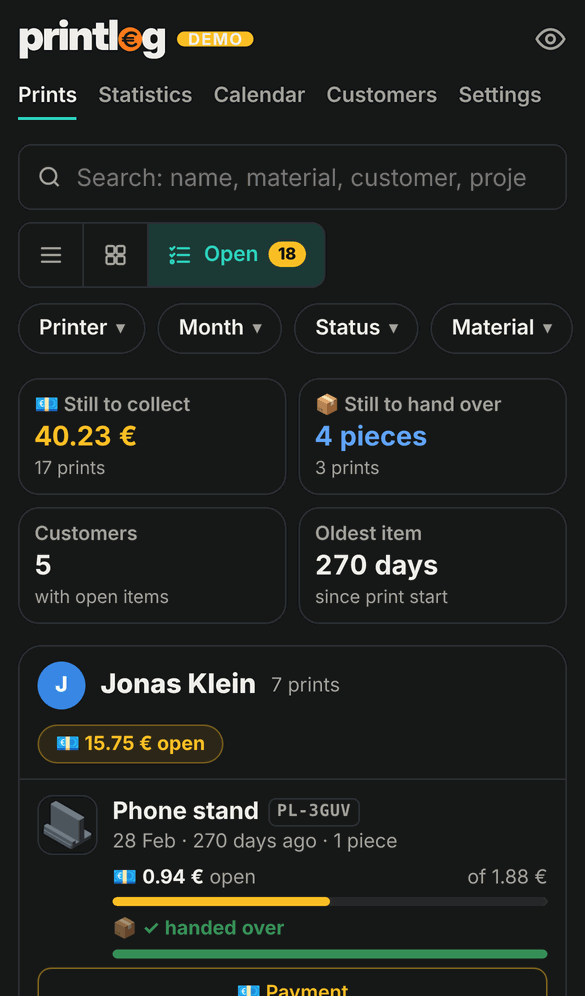 printl€g DEMO
Prints Statistics Calendar Customers Settings
Search: name, material, customer, proje
Open 18
Printer ▾ Month ▾ Status ▾ Material ▾
💶 Still to collect
40.23 €
17 prints
📦 Still to hand over
4 pieces
3 prints
Customers
5
with open items
Oldest item
270 days
since print start
J Jonas Klein 7 prints
💶 15.75 € open
Phone stand PL-3GUV
28 Feb · 270 days ago · 1 piece
💶 0.94 € open of 1.88 €
📦 ✓ handed over
💶 Payment